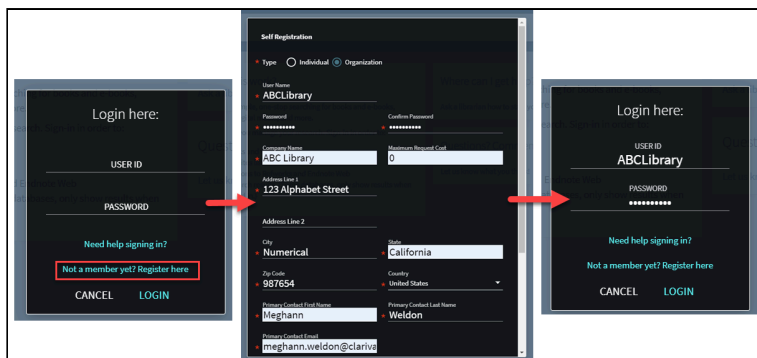 Login here:
USER ID
PASSWORD
Need help signing in?
Not a member yet? Register here
CANCEL LOGIN
Self Registration
* Type Individual Organization
User Name
* ABCLibrary
Password Confirm Password
* •••••••••• * ••••••••••
Company Name Maximum Request Cost
* ABC Library 0
Address Line 1
* 123 Alphabet Street
Address Line 2
City State
* Numerical * California
Zip Code Country
* 987654 * United States
Primary Contact First Name Primary Contact Last Name
* Meghann * Weldon
Primary Contact Email
* meghann.weldon@clariva
Login here:
USER ID
ABCLibrary
PASSWORD
••••••••••
Need help signing in?
Not a member yet? Register here
CANCEL LOGIN